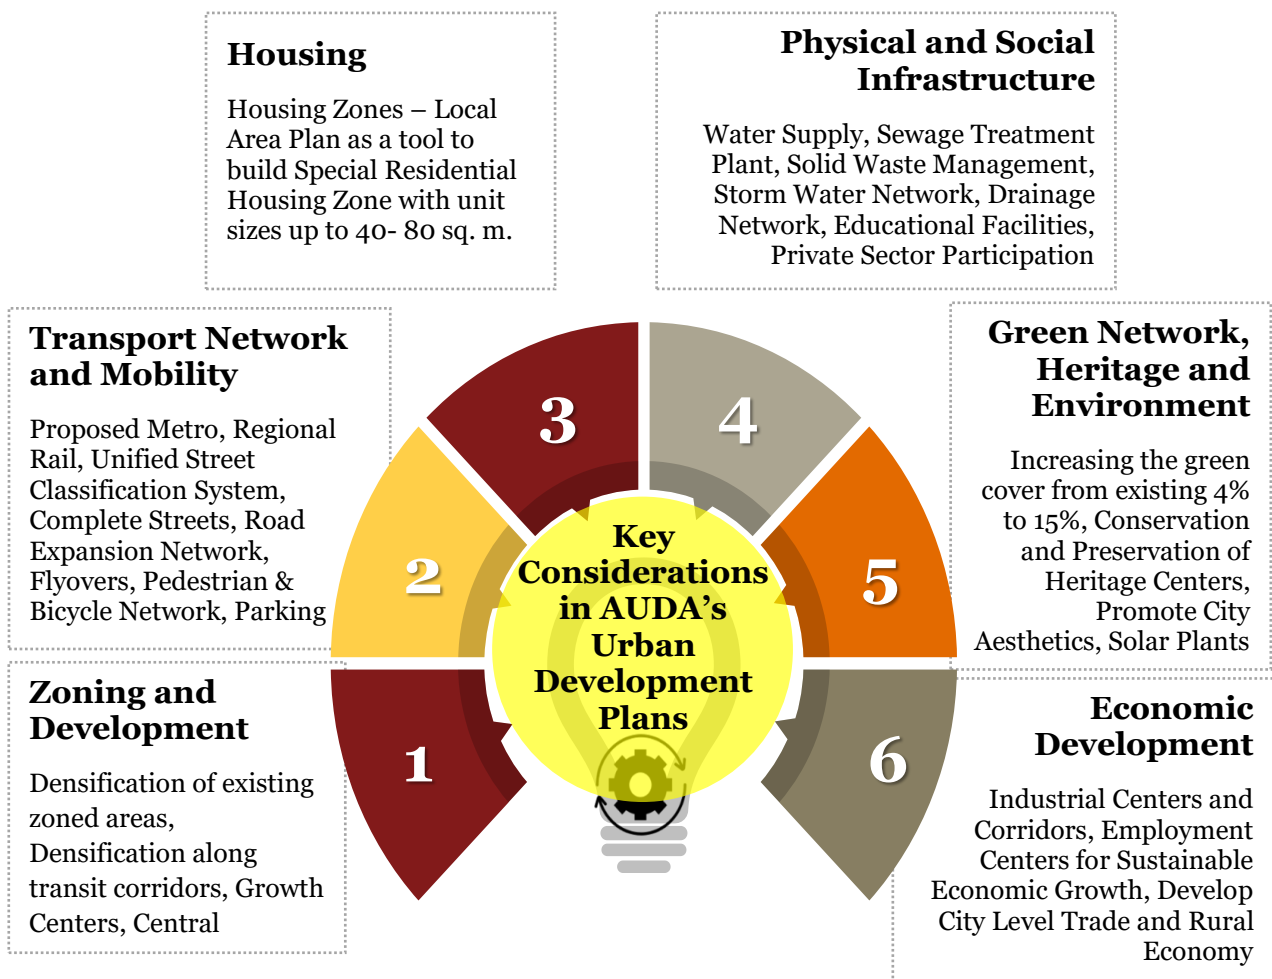 Housing
Housing Zones – Local
Area Plan as a tool to
build Special Residential
Housing Zone with unit
sizes up to 40- 80 sq. m.
Physical and Social
Infrastructure
Water Supply, Sewage Treatment
Plant, Solid Waste Management,
Storm Water Network, Drainage
Network, Educational Facilities,
Private Sector Participation
Transport Network
and Mobility
Proposed Metro, Regional
Rail, Unified Street
Classification System,
Complete Streets, Road
Expansion Network,
Flyovers, Pedestrian &
Bicycle Network, Parking
Green Network,
Heritage and
Environment
Increasing the green
cover from existing 4%
to 15%, Conservation
and Preservation of
Heritage Centers,
Promote City
Aesthetics, Solar Plants
3
4
2
5
1
6
Key
Considerations
in AUDA's
Urban
Development
Plans
Zoning and
Development
Densification of existing
zoned areas,
Densification along
transit corridors, Growth
Centers, Central
Economic
Development
Industrial Centers and
Corridors, Employment
Centers for Sustainable
Economic Growth, Develop
City Level Trade and Rural
Economy